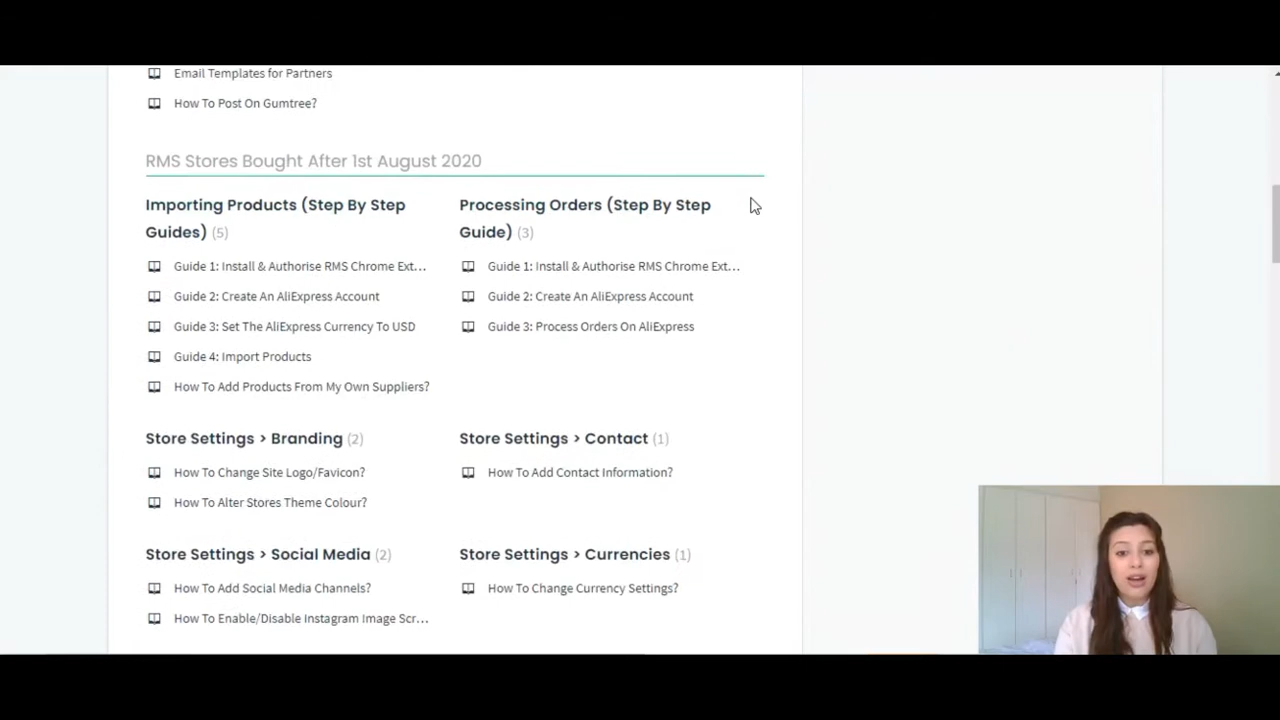 Email Templates for Partners
How To Post On Gumtree?
RMS Stores Bought After 1st August 2020
Importing Products (Step By Step
Guides) (5)
Guide 1: Install & Authorise RMS Chrome Ext...
Guide 2: Create An AliExpress Account
Guide 3: Set The AliExpress Currency To USD
Guide 4: Import Products
How To Add Products From My Own Suppliers?
Processing Orders (Step By Step
Guide) (3)
Guide 1: Install & Authorise RMS Chrome Ext...
Guide 2: Create An AliExpress Account
Guide 3: Process Orders On AliExpress
Store Settings > Branding (2)
How To Change Site Logo/Favicon?
How To Alter Stores Theme Colour?
Store Settings > Contact (1)
How To Add Contact Information?
Store Settings > Social Media (2)
How To Add Social Media Channels?
How To Enable/Disable Instagram Image Scr...
Store Settings > Currencies (1)
How To Change Currency Settings?